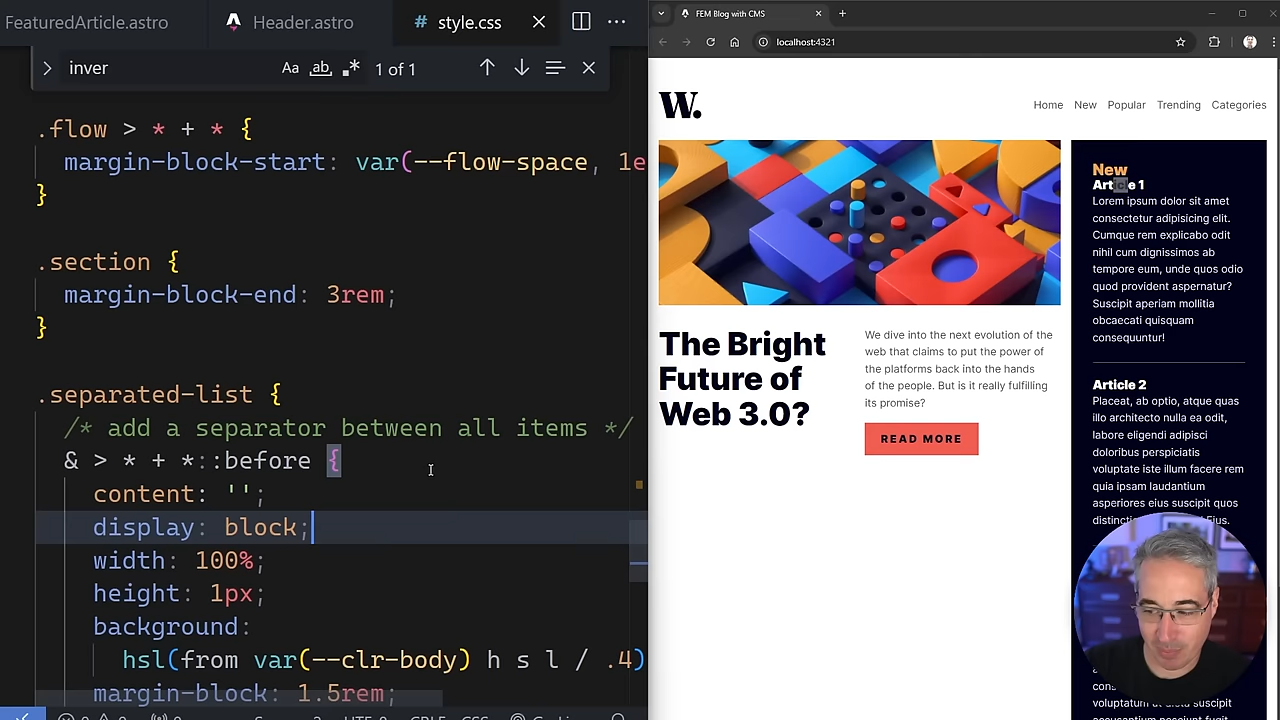 FeaturedArticle.astro
Header.astro
# style.css
inver
Aa ab
1 of 1
.flow > * + * {
margin-block-start: var(--flow-space, 1e
}
.section {
margin-block-end: 3rem;
}
.separated-list {
/* add a separator between all items */
& > * + *::before {
content: '';
display: block;
width: 100%;
height: 1px;
background:
hsl(from var(--clr-body) h s l / .4)
margin-block: 1.5rem;
FEM Blog with CMS
localhost:4321
W.
Home New Popular Trending Categories
The Bright
Future of
Web 3.0?
We dive into the next evolution of the
web that claims to put the power of
the platforms back into the hands
of the people. But is it really fulfilling
its promise?
READ MORE
New
Article 1
Lorem ipsum dolor sit amet
consectetur adipisicing elit.
Cumque rem explicabo odit
nihil cum dignissimos ab
tempore eum, unde quos odio
quod provident aspernatur?
Suscipit aperiam mollitia
obcaecati quisquam
consequuntur!
Article 2
Placeat, ab optio, atque quas
illo architecto nulla ea odit,
labore eligendi adipisci
doloribus perspiciatis
voluptate iste illum facere rem
quia ipsam laudantium
asperiores eius suscipit quos